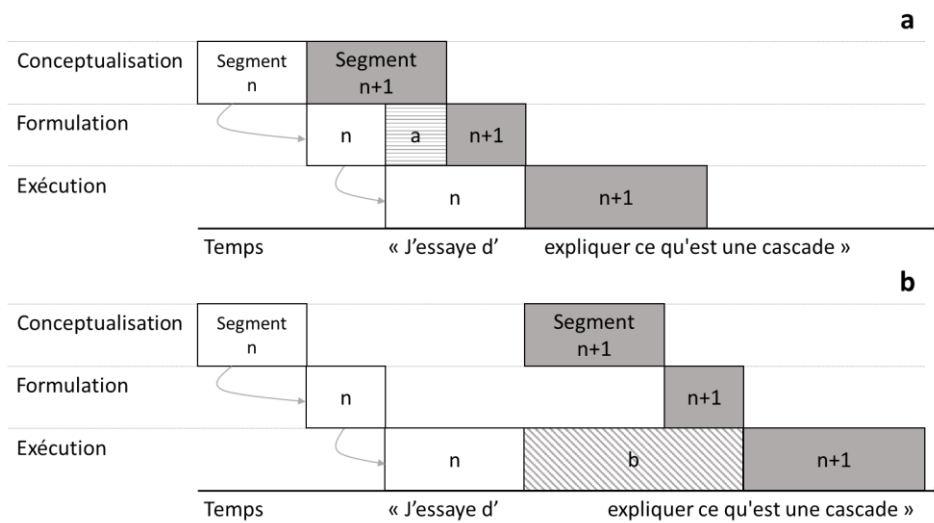 a
Conceptualisation
Segment
n
Segment
n+1
Formulation
n
a
n+1
Exécution
n
n+1
Temps
« J’essaye d’
expliquer ce qu'est une cascade »
b
Conceptualisation
Segment
n
Segment
n+1
Formulation
n
n+1
Exécution
n
b
n+1
Temps
« J’essaye d’
expliquer ce qu'est une cascade »